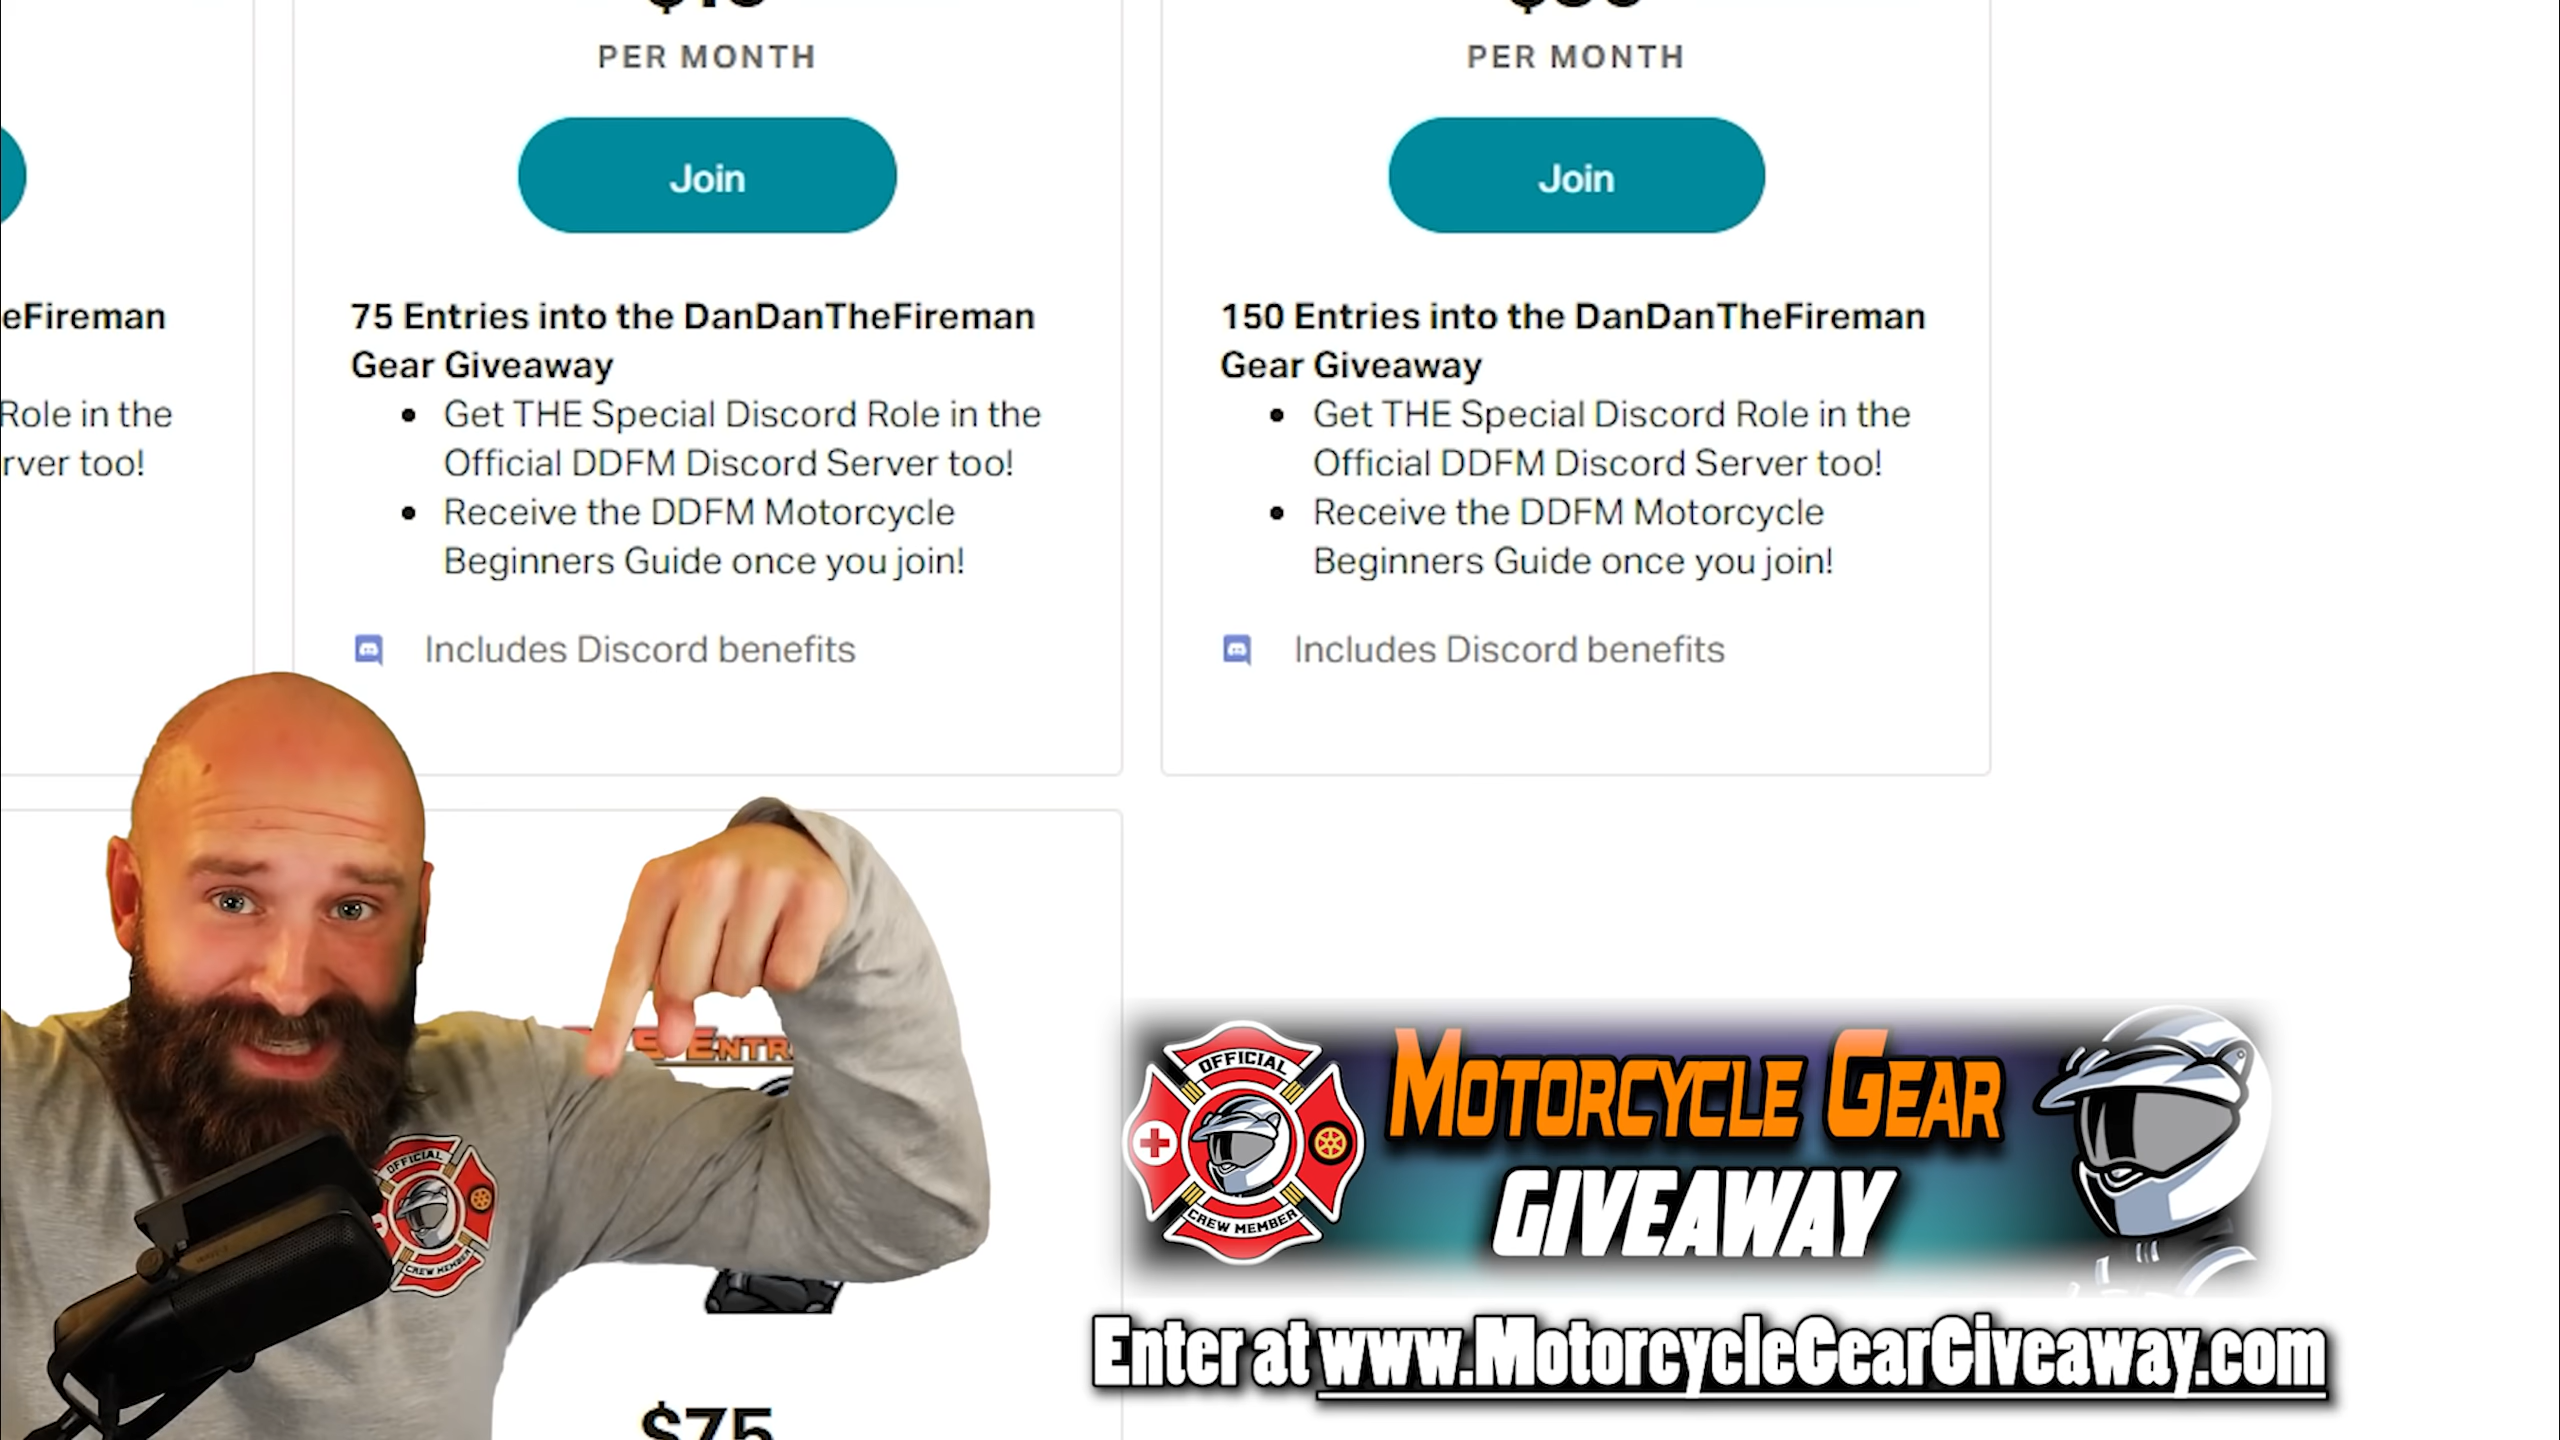 PER MONTH
Join
75 Entries into the DanDanTheFireman
Gear Giveaway
Get THE Special Discord Role in the
Official DDFM Discord Server too!
Receive the DDFM Motorcycle
Beginners Guide once you join!
Includes Discord benefits
PER MONTH
Join
150 Entries into the DanDanTheFireman
Gear Giveaway
Get THE Special Discord Role in the
Official DDFM Discord Server too!
Receive the DDFM Motorcycle
Beginners Guide once you join!
Includes Discord benefits
eFireman
Role in the
rver too!
$75
OFFICIAL
CREW MEMBER
OFFICIAL
CREW MEMBER
MOTORCYCLE GEAR
GIVEAWAY
Enter at www.MotorcycleGearGiveaway.com